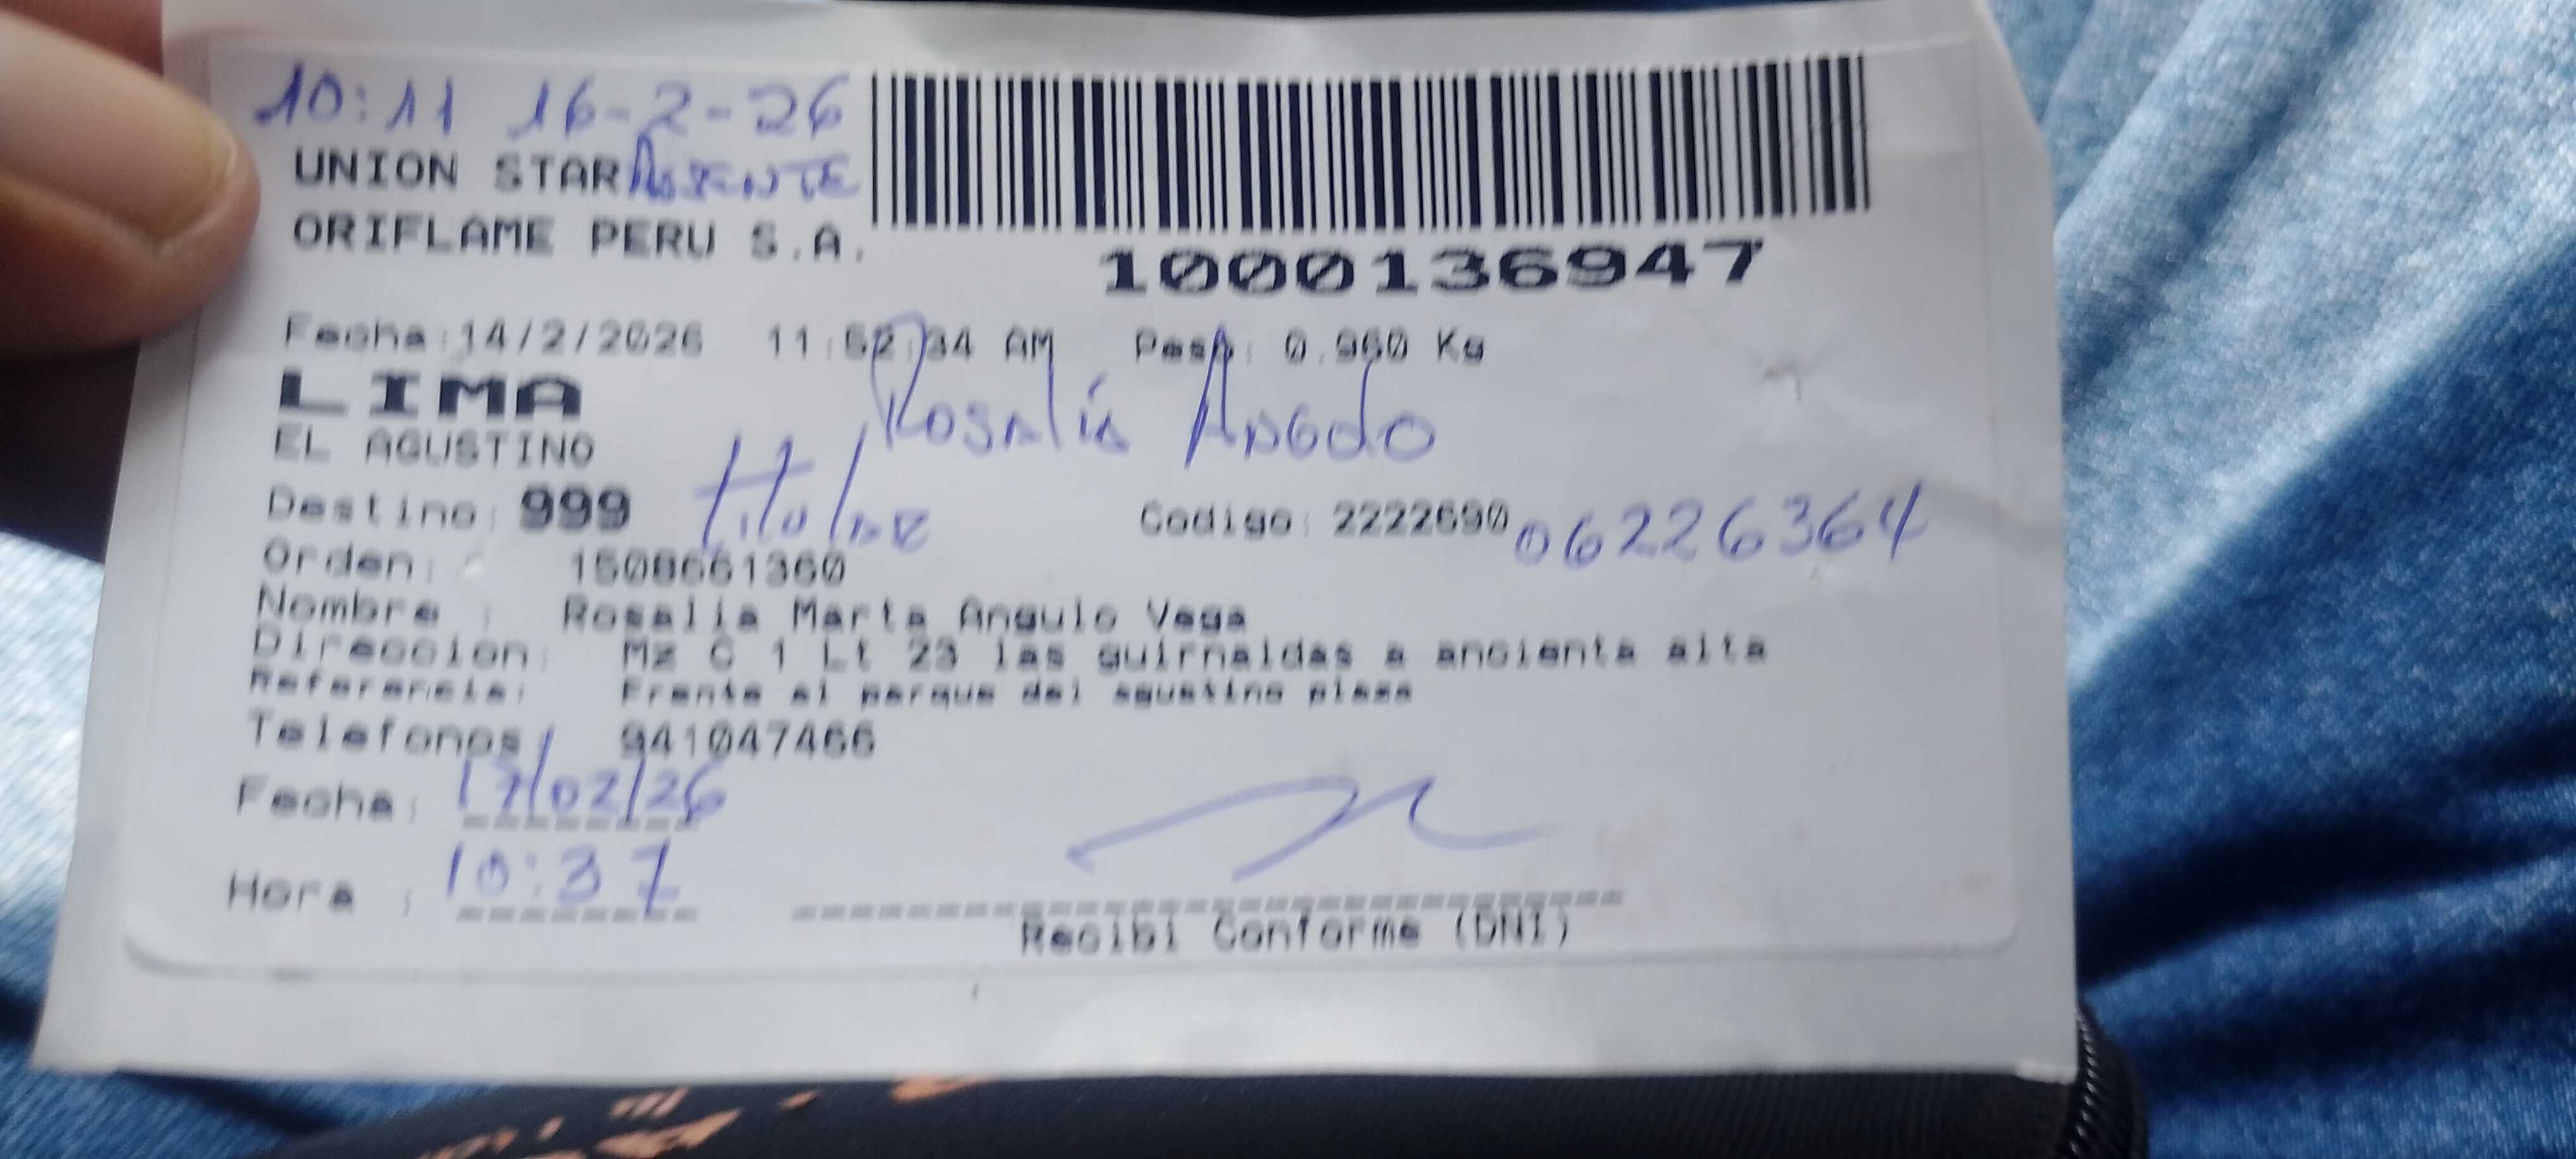 10:11 16-2-26
UNION STAR AUSENTE
ORIFLAME PERU S.A.
1000136947
Fecha:14/2/2026 11:52:34 AM Peso: 0.960 Kg
LIMA
Rosalía Angulo
EL AGUSTINO
Destino: 999 titular Codigo: 2222690 06226364
Orden: 1508661360
Nombre : Rosalia Marta Angulo Vega
Direccion: Mz C 1 Lt 23 las guirnaldas a ancienta alta
Referencia: Frente al parque del agustino plaza
Telefonos 941047466
Fecha: 17/02/26
Hora : 10:37
Recibi Conforme (DNI)